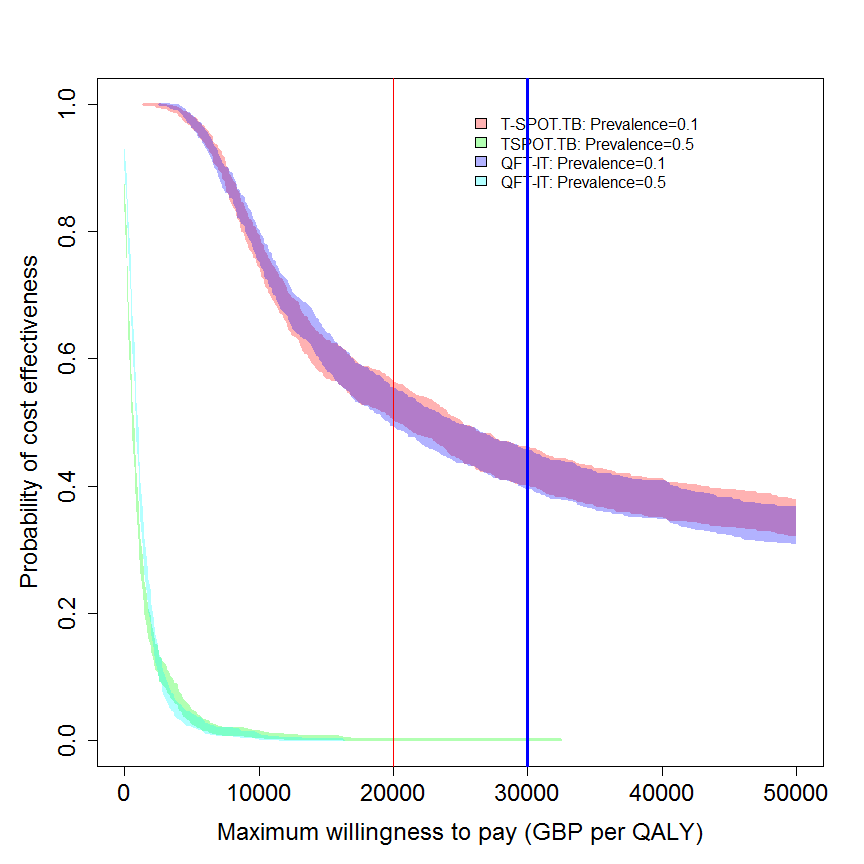 T-SPOT.TB: Prevalence=0.1
TSPOT.TB: Prevalence=0.5
QFT-IT: Prevalence=0.1
QFT-IT: Prevalence=0.5
Probability of cost effectiveness
1.0
0.8
0.6
0.4
0.2
0.0
0 10000 20000 30000 40000 50000
Maximum willingness to pay (GBP per QALY)